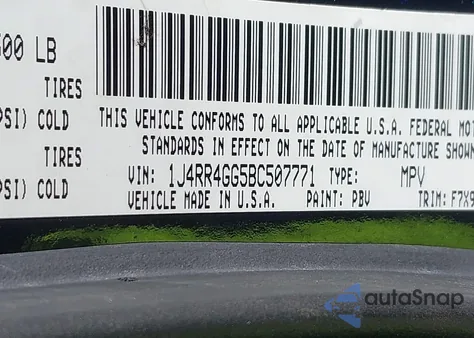 500 LB
TIRES
PSI) COLD
THIS VEHICLE CONFORMS TO ALL APPLICABLE U.S.A. FEDERAL MOT
STANDARDS IN EFFECT ON THE DATE OF MANUFACTURE SHOWN
TIRES
VIN: 1J4RR4GG5BC507771 TYPE: MPV
PSI) COLD
VEHICLE MADE IN U.S.A. PAINT: PBV TRIM: F7X9
autoSnap